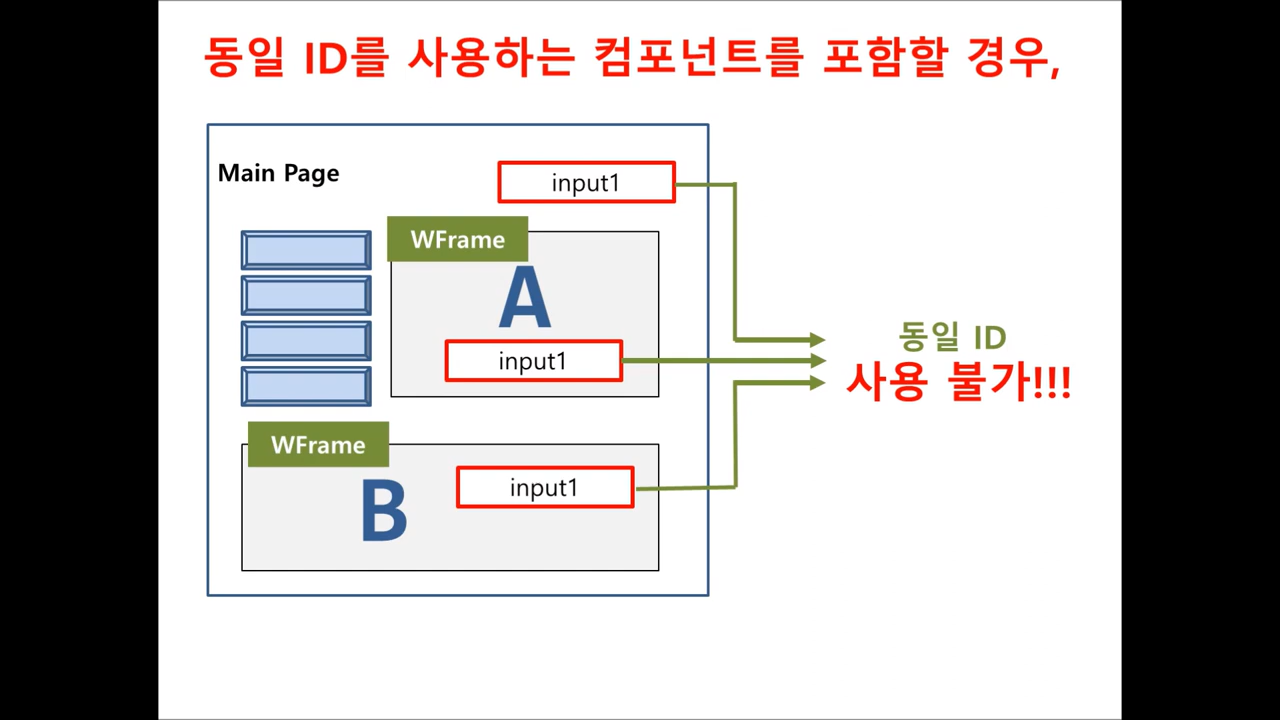 동일 ID를 사용하는 컴포넌트를 포함할 경우,
Main Page
input1
WFrame
A
input1
동일 ID
사용 불가!!!
WFrame
B
input1